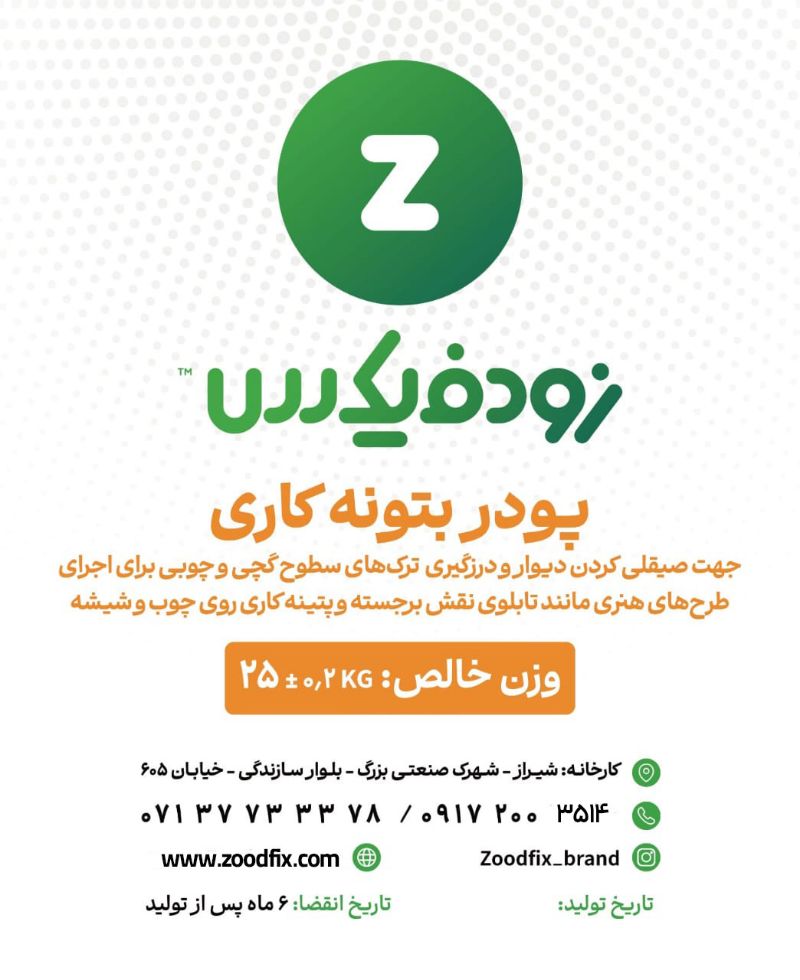 Z
زودفیکس™
پودر بتونه کاری
جهت صیقلی کردن دیوار و درزگیری ترک‌های سطوح گچی و چوبی برای اجرای
طرح‌های هنری مانند تابلوی نقش برجسته و پتینه کاری روی چوب و شیشه
وزن خالص: ۲۵ ± ۰٫۲ KG
کارخانه: شیراز - شهرک صنعتی بزرگ - بلوار سازندگی - خیابان ۶۰۵
۰۷۱ ۳۷ ۷۳ ۳۳ ۷۸ / ۰۹۱۷ ۲۰۰ ۳۵۱۴
Zoodfix_brand
www.zoodfix.com
تاریخ تولید:
تاریخ انقضا: ۶ ماه پس از تولید